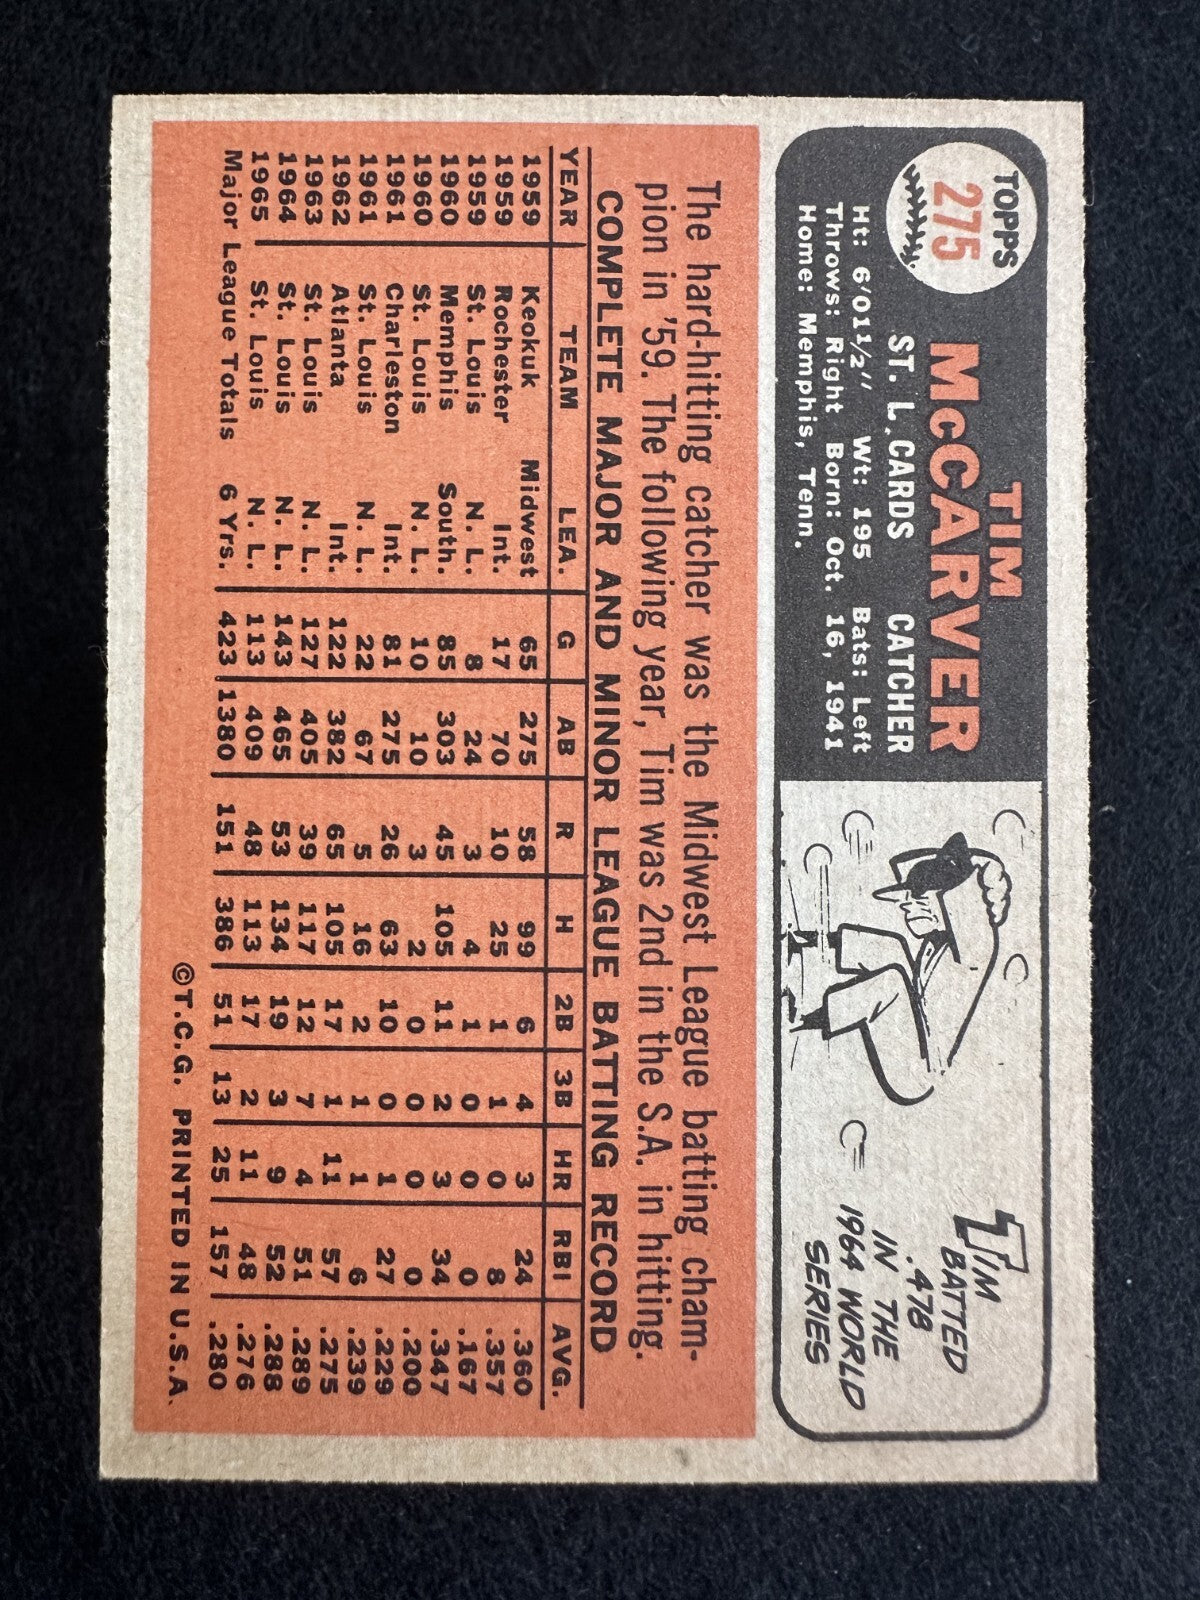 TOPPS
275
TIM
McCARVER
ST. L. CARDS CATCHER
Ht: 6'01 1/2" Wt: 195 Bats: Left
Throws: Right Born: Oct. 16, 1941
Home: Memphis, Tenn.
TIM
BATTED
.478
IN THE
1964 WORLD
SERIES
The hard-hitting catcher was the Midwest League batting cham-
pion in '59. The following year, Tim was 2nd in the S.A. in hitting.
COMPLETE MAJOR AND MINOR LEAGUE BATTING RECORD
YEAR TEAM LEA. G AB R H 2B 3B HR RBI AVG.
1959 Keokuk Midwest 65 275 58 99 6 4 3 24 .360
1959 Rochester Int. 17 70 10 25 1 1 0 8 .357
1959 St. Louis N. L. 8 24 3 4 1 0 0 0 .167
1960 Memphis South. 85 303 45 105 11 2 3 34 .347
1960 St. Louis N. L. 10 10 3 2 0 0 0 0 .200
1961 Charleston Int. 81 275 26 63 10 0 1 27 .229
1961 St. Louis N. L. 22 67 5 16 2 1 1 6 .239
1962 Atlanta Int. 122 382 65 105 17 1 11 57 .275
1963 St. Louis N. L. 127 405 39 117 12 7 4 51 .289
1964 St. Louis N. L. 143 465 53 134 19 3 9 52 .288
1965 St. Louis N. L. 113 409 48 113 17 2 11 48 .276
Major League Totals 6 Yrs. 423 1380 151 386 51 13 25 157 .280
©T.C.G. PRINTED IN U.S.A.